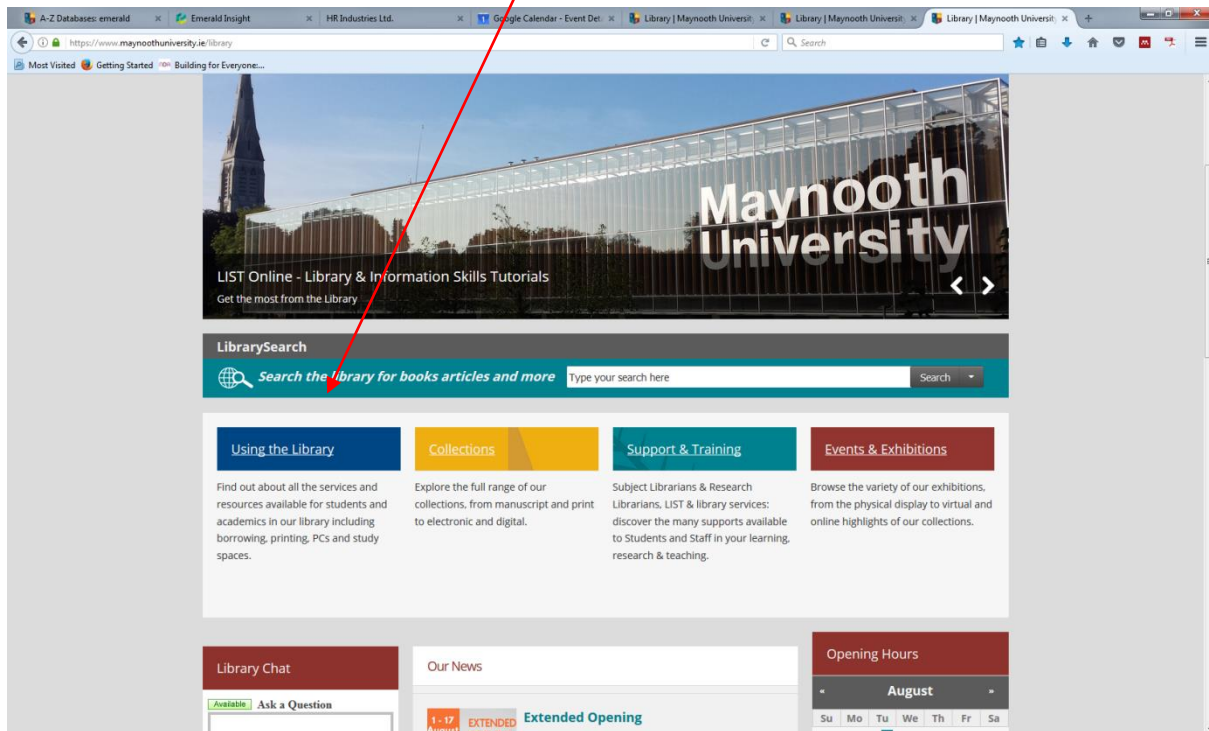 A-Z Databases: emerald
Emerald Insight
HR Industries Ltd.
Google Calendar - Event Det
Library | Maynooth Universit
Library | Maynooth Universit
Library | Maynooth Universit
https://www.maynoothuniversity.ie/library
Search
Most Visited Getting Started Building for Everyone:...
Maynooth
University
LIST Online - Library & Information Skills Tutorials
Get the most from the Library
LibrarySearch
Search the library for books articles and more Type your search here Search
Using the Library
Find out about all the services and
resources available for students and
academics in our library including
borrowing, printing, PCs and study
spaces.
Collections
Explore the full range of our
collections, from manuscript and print
to electronic and digital.
Support & Training
Subject Librarians & Research
Librarians, LIST & library services:
discover the many supports available
to Students and Staff in your learning,
research & teaching.
Events & Exhibitions
Browse the variety of our exhibitions,
from the physical display to virtual and
online highlights of our collections.
Library Chat
Available Ask a Question
Our News
1 - 17
August
EXTENDED
Extended Opening
Opening Hours
« August »
Su Mo Tu We Th Fr Sa